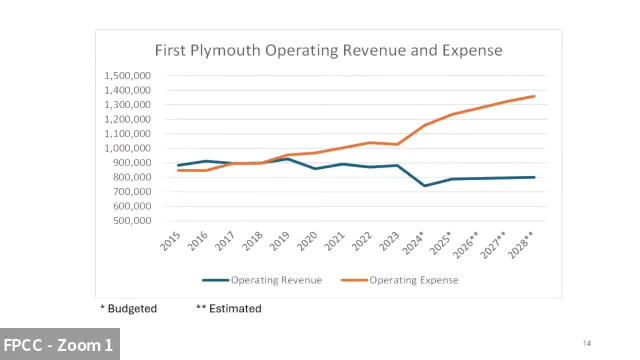 First Plymouth Operating Revenue and Expense
1,500,000
1,400,000
1,300,000
1,200,000
1,100,000
1,000,000
900,000
800,000
700,000
600,000
500,000
2015 2016 2017 2018 2019 2020 2021 2022 2023 2024* 2025* 2026** 2027** 2028**
Operating Revenue Operating Expense
* Budgeted ** Estimated
FPCC - Zoom 1
14